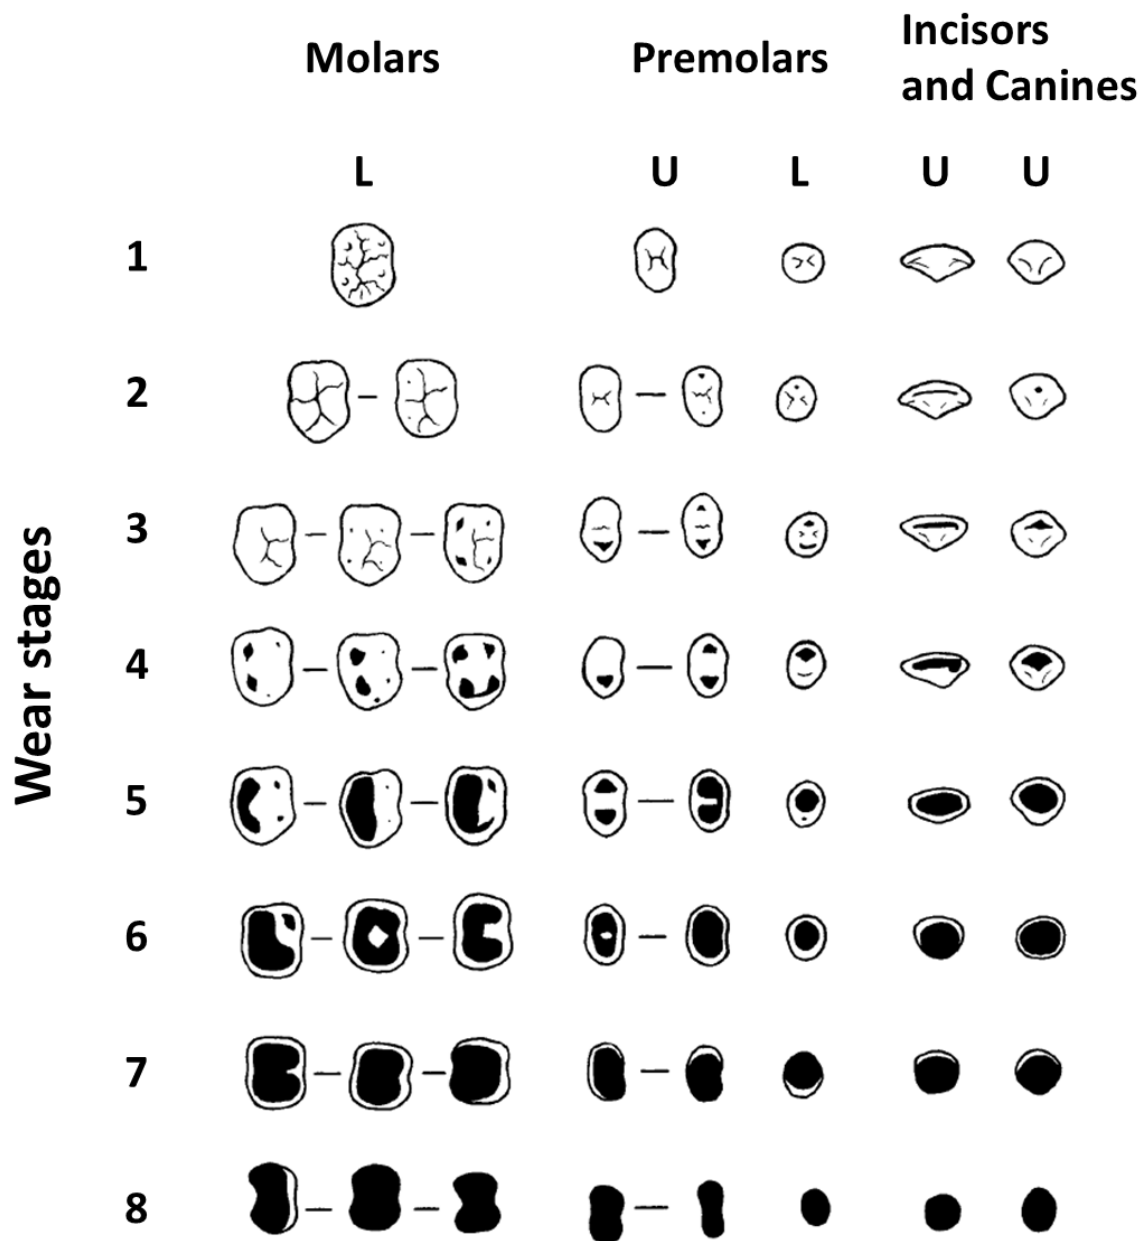 Molars
Premolars
Incisors
and Canines
L
U
L
U
U
Wear stages
1
2
3
4
5
6
7
8